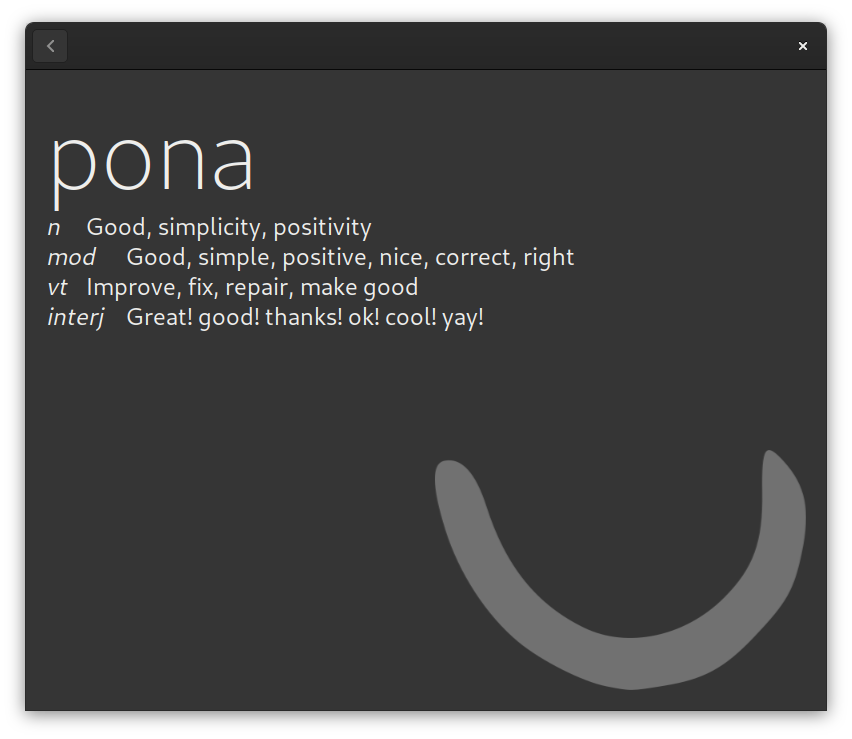 pona
n Good, simplicity, positivity
mod Good, simple, positive, nice, correct, right
vt Improve, fix, repair, make good
interj Great! good! thanks! ok! cool! yay!